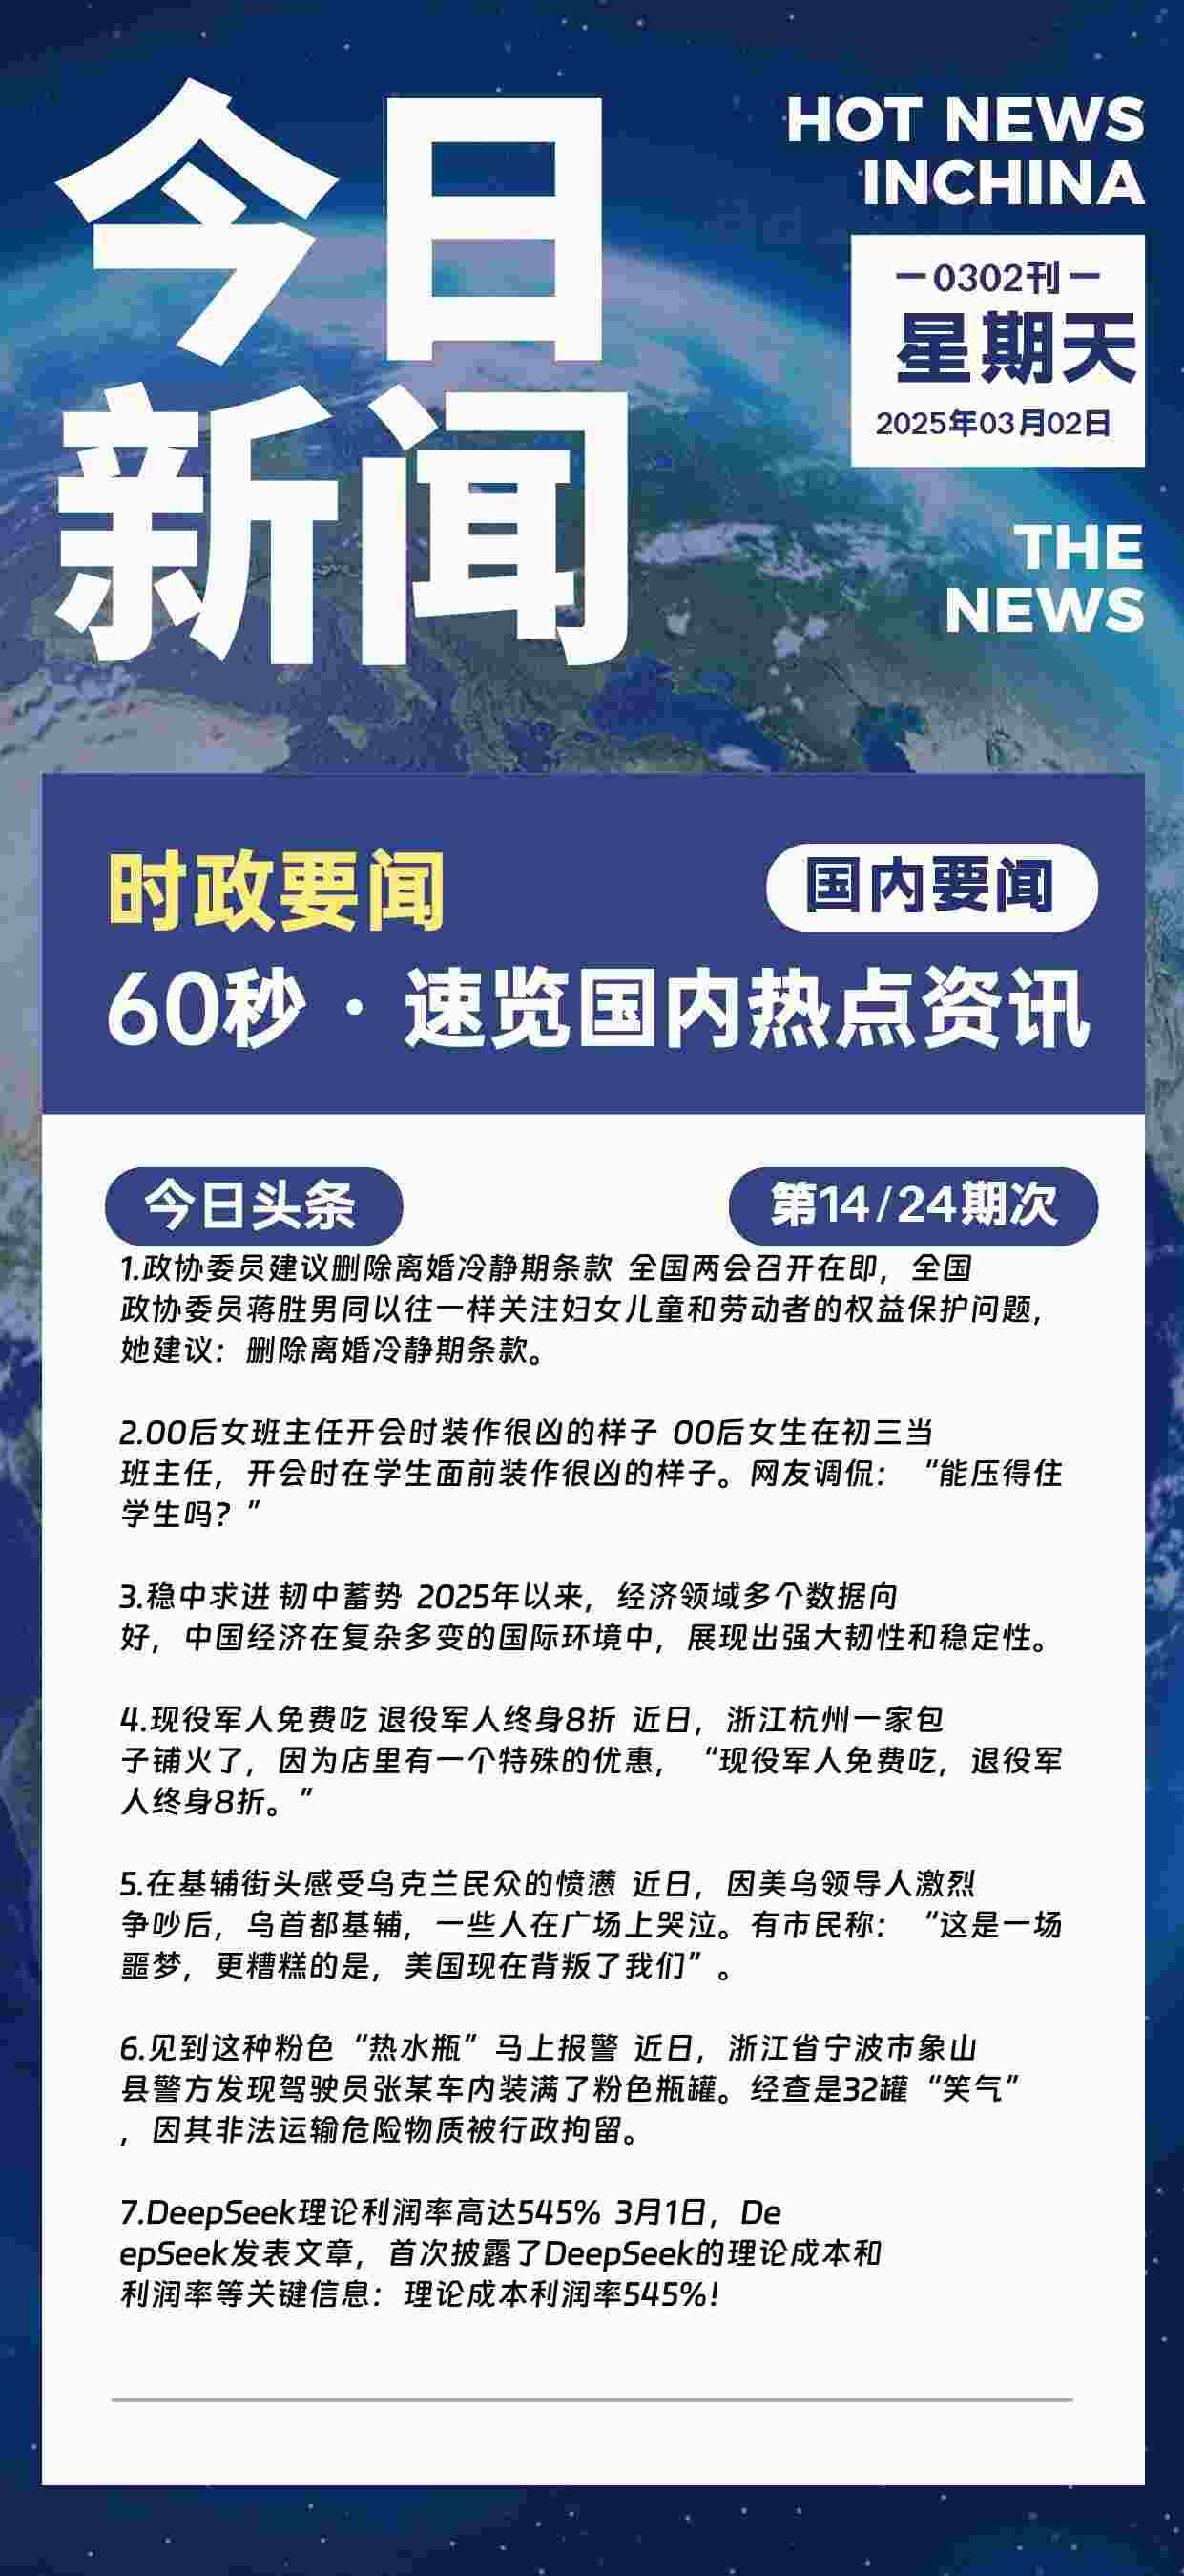 今日
新闻
HOT NEWS
INCHINA
一0302刊一
星期天
2025年03月02日
THE
NEWS
时政要闻
国内要闻
60秒·速览国内热点资讯
今日头条
第14/24期次
1.政协委员建议删除离婚冷静期条款 全国两会召开在即，全国
政协委员蒋胜男同以往一样关注妇女儿童和劳动者的权益保护问题，
她建议：删除离婚冷静期条款。
2.00后女班主任开会时装作很凶的样子 00后女生在初三当
班主任，开会时在学生面前装作很凶的样子。网友调侃：“能压得住
学生吗？”
3.稳中求进 韧中蓄势 2025年以来，经济领域多个数据向
好，中国经济在复杂多变的国际环境中，展现出强大韧性和稳定性。
4.现役军人免费吃 退役军人终身8折 近日，浙江杭州一家包
子铺火了，因为店里有一个特殊的优惠，“现役军人免费吃，退役军
人终身8折。”
5.在基辅街头感受乌克兰民众的愤懑 近日，因美乌领导人激烈
争吵后，乌首都基辅，一些人在广场上哭泣。有市民称：“这是一场
噩梦，更糟糕的是，美国现在背叛了我们”。
6.见到这种粉色“热水瓶”马上报警 近日，浙江省宁波市象山
县警方发现驾驶员张某车内装满了粉色瓶罐。经查是32罐“笑气”
，因其非法运输危险物质被行政拘留。
7.DeepSeek理论利润率高达545% 3月1日，De
epSeek发表文章，首次披露了DeepSeek的理论成本和
利润率等关键信息：理论成本利润率545%！